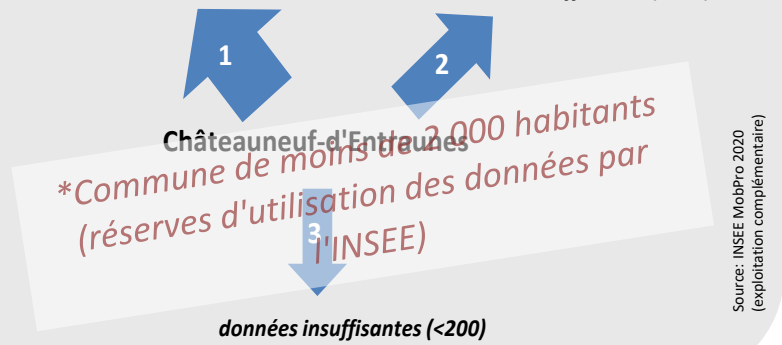 1
2
Châteauneuf-d'Entraunes
*Commune de moins de 2 000 habitants
(réserves d'utilisation des données par
l'INSEE)
3
données insuffisantes (<200)
Source: INSEE MobPro 2020
(exploitation complémentaire)